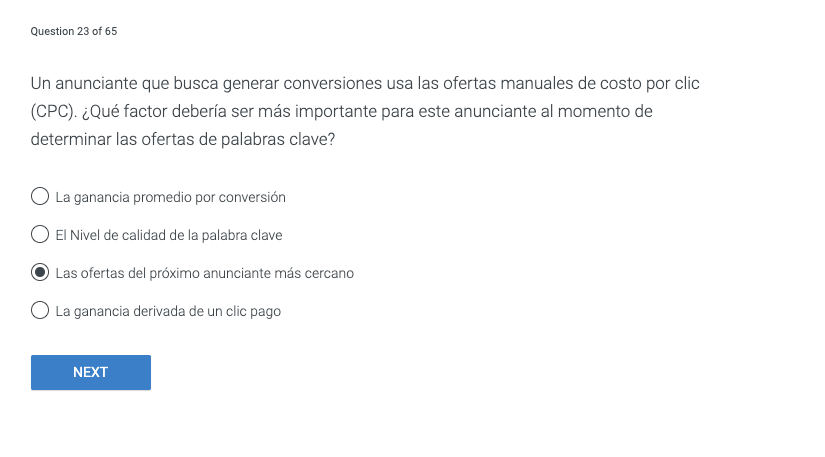 Question 23 of 65
Un anunciante que busca generar conversiones usa las ofertas manuales de costo por clic
(CPC). ¿Qué factor debería ser más importante para este anunciante al momento de
determinar las ofertas de palabras clave?
La ganancia promedio por conversión
El Nivel de calidad de la palabra clave
Las ofertas del próximo anunciante más cercano
La ganancia derivada de un clic pago
NEXT